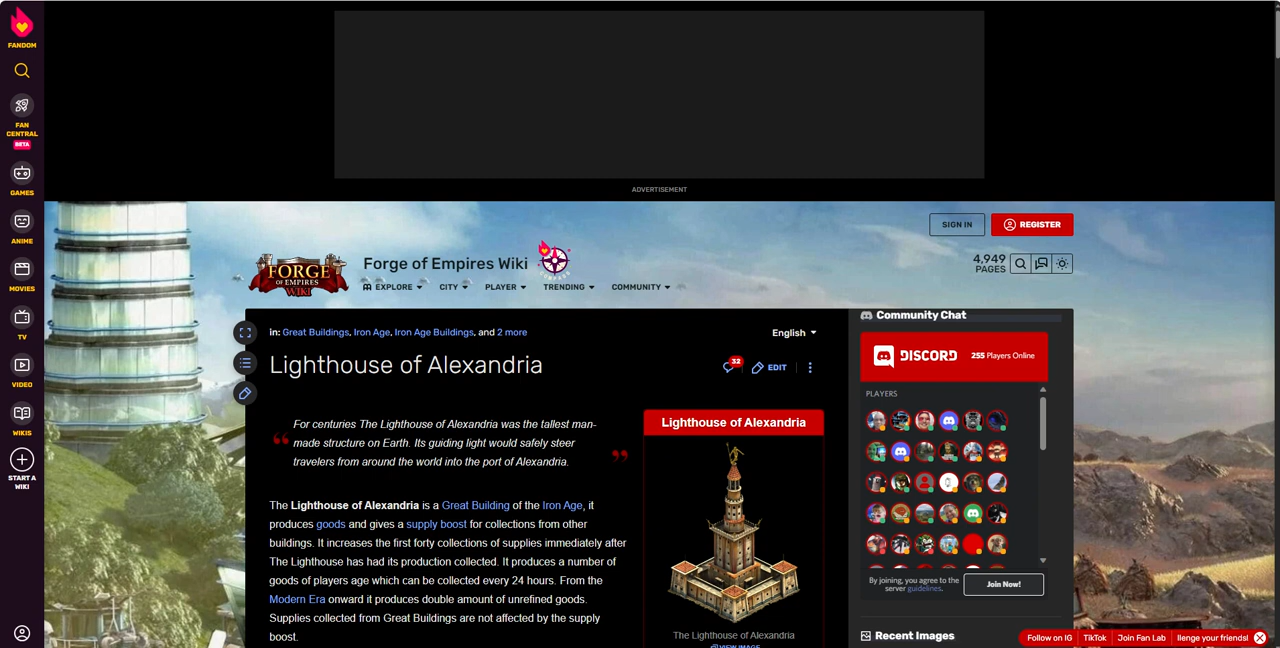 FANDOM
FAN
CENTRAL
BETA
GAMES
ANIME
MOVIES
TV
VIDEO
WIKIS
START A
WIKI
ADVERTISEMENT
SIGN IN
REGISTER
FORGE
OF EMPIRES
WIKI
Forge of Empires Wiki
4,949
PAGES
EXPLORE
CITY
PLAYER
TRENDING
COMMUNITY
in: Great Buildings, Iron Age, Iron Age Buildings, and 2 more
English
Lighthouse of Alexandria
32
EDIT
For centuries The Lighthouse of Alexandria was the tallest man-
made structure on Earth. Its guiding light would safely steer
travelers from around the world into the port of Alexandria.
The Lighthouse of Alexandria is a Great Building of the Iron Age, it
produces goods and gives a supply boost for collections from other
buildings. It increases the first forty collections of supplies immediately after
The Lighthouse has had its production collected. It produces a number of
goods of players age which can be collected every 24 hours. From the
Modern Era onward it produces double amount of unrefined goods.
Supplies collected from Great Buildings are not affected by the supply
boost.
Lighthouse of Alexandria
The Lighthouse of Alexandria
VIEW IMAGE
Community Chat
DISCORD
255 Players Online
PLAYERS
By joining, you agree to the
server guidelines.
Join Now!
Recent Images
Follow on IG
TikTok
Join Fan Lab
llenge your friends!